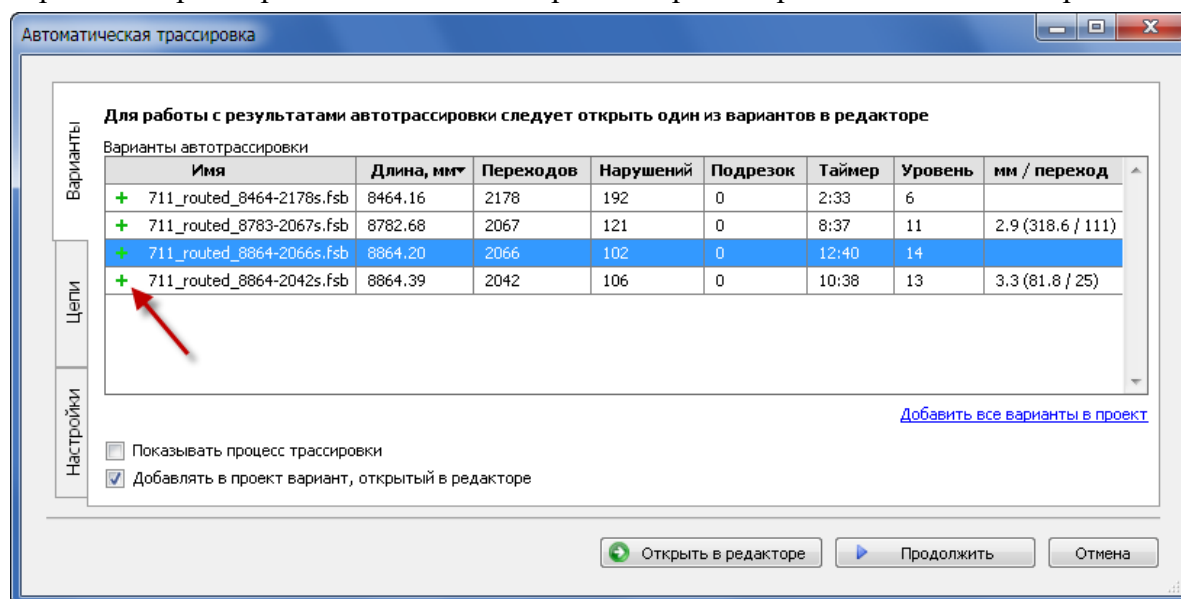 Автоматическая трассировка
Варианты
Цепи
Настройки
Для работы с результатами автотрассировки следует открыть один из вариантов в редакторе
Варианты автотрассировки
Имя Длина, мм Переходов Нарушений Подрезок Таймер Уровень мм / переход
711_routed_8464-2178s.fsb 8464.16 2178 192 0 2:33 6
711_routed_8783-2067s.fsb 8782.68 2067 121 0 8:37 11 2.9 (318.6 / 111)
711_routed_8864-2066s.fsb 8864.20 2066 102 0 12:40 14
711_routed_8864-2042s.fsb 8864.39 2042 106 0 10:38 13 3.3 (81.8 / 25)
Добавить все варианты в проект
Показывать процесс трассировки
Добавлять в проект вариант, открытый в редакторе
Открыть в редакторе Продолжить Отмена